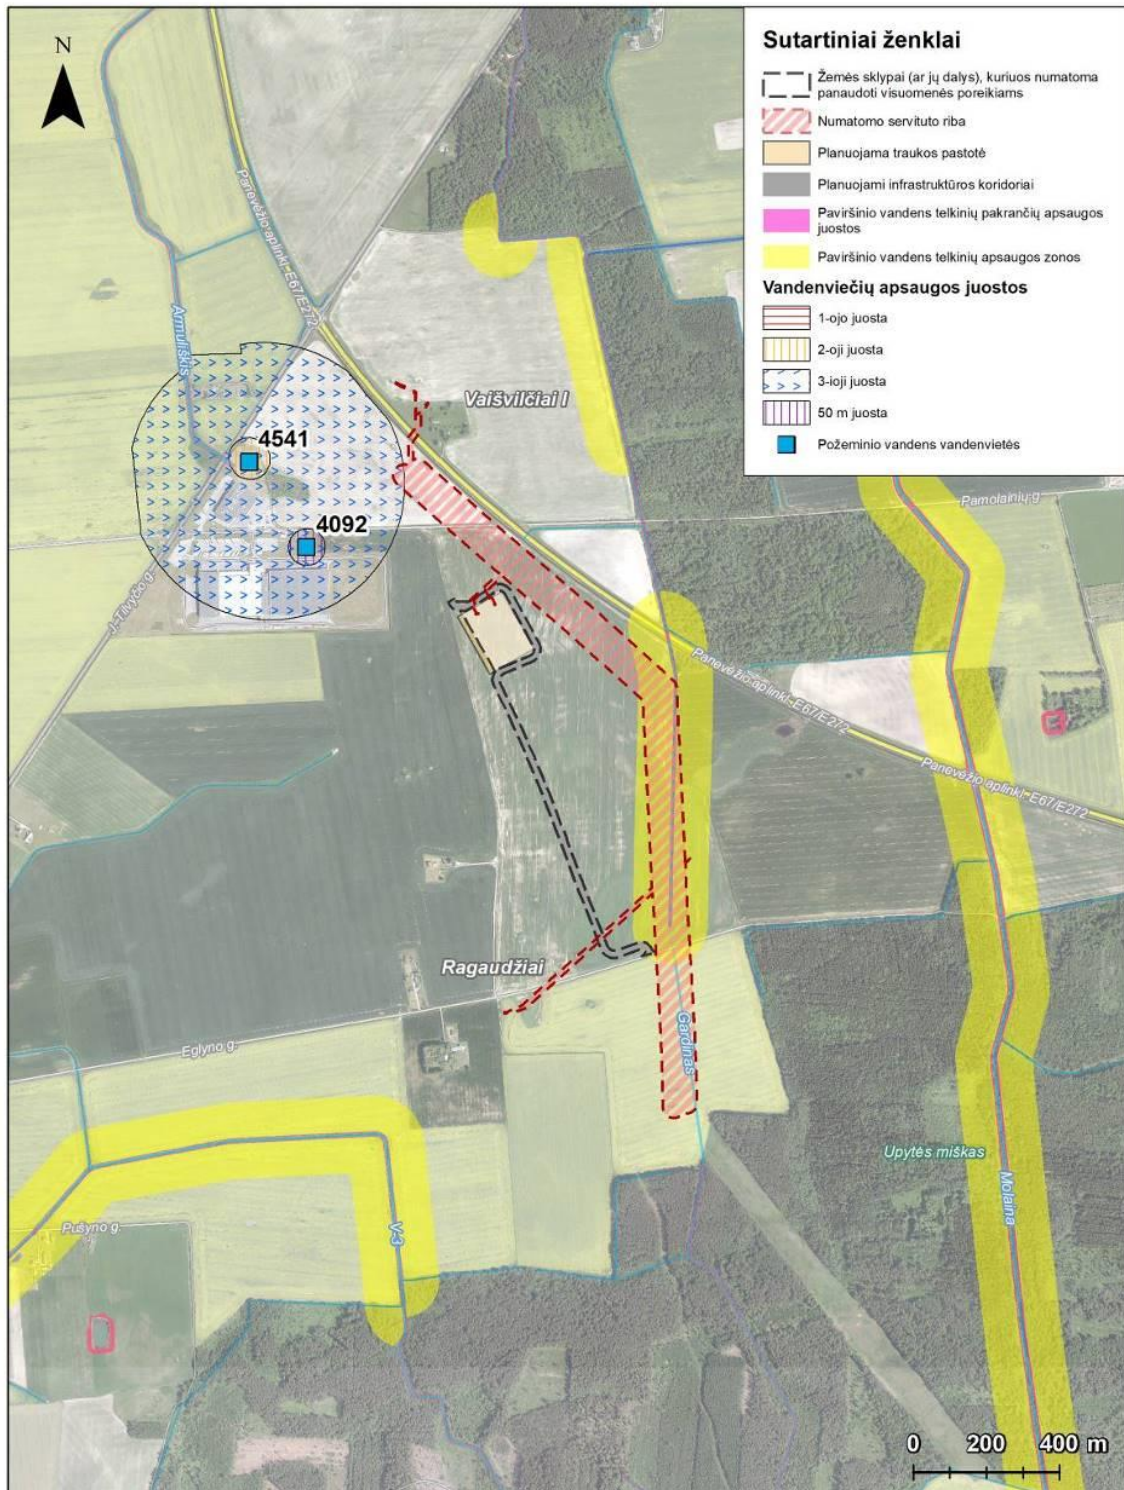 N
Sutartiniai ženklai
Žemės sklypai (ar jų dalys), kuriuos numatoma
panaudoti visuomenės poreikiams
Numatomo servituto riba
Planuojama traukos pastotė
Planuojami infrastruktūros koridoriai
Paviršinio vandens telkinių pakrančių apsaugos
juostos
Paviršinio vandens telkinių apsaugos zonos
Vandenviečių apsaugos juostos
1-ojo juosta
2-oji juosta
3-ioji juosta
50 m juosta
Požeminio vandens vandenvietės
Panevėžio aplinkl. E67/E272
Armuliškis
Vaišvilčiai I
4541
4092
Pamolainių g.
J. Tilvyčio g.
Panevėžio aplinkl. E67/E272
Panevėžio aplinkl. E67/E272
Ragaudžiai
Eglyno g.
Gardinas
Upytės miškas
Molaina
Pušyno g.
V-3
0 200 400 m